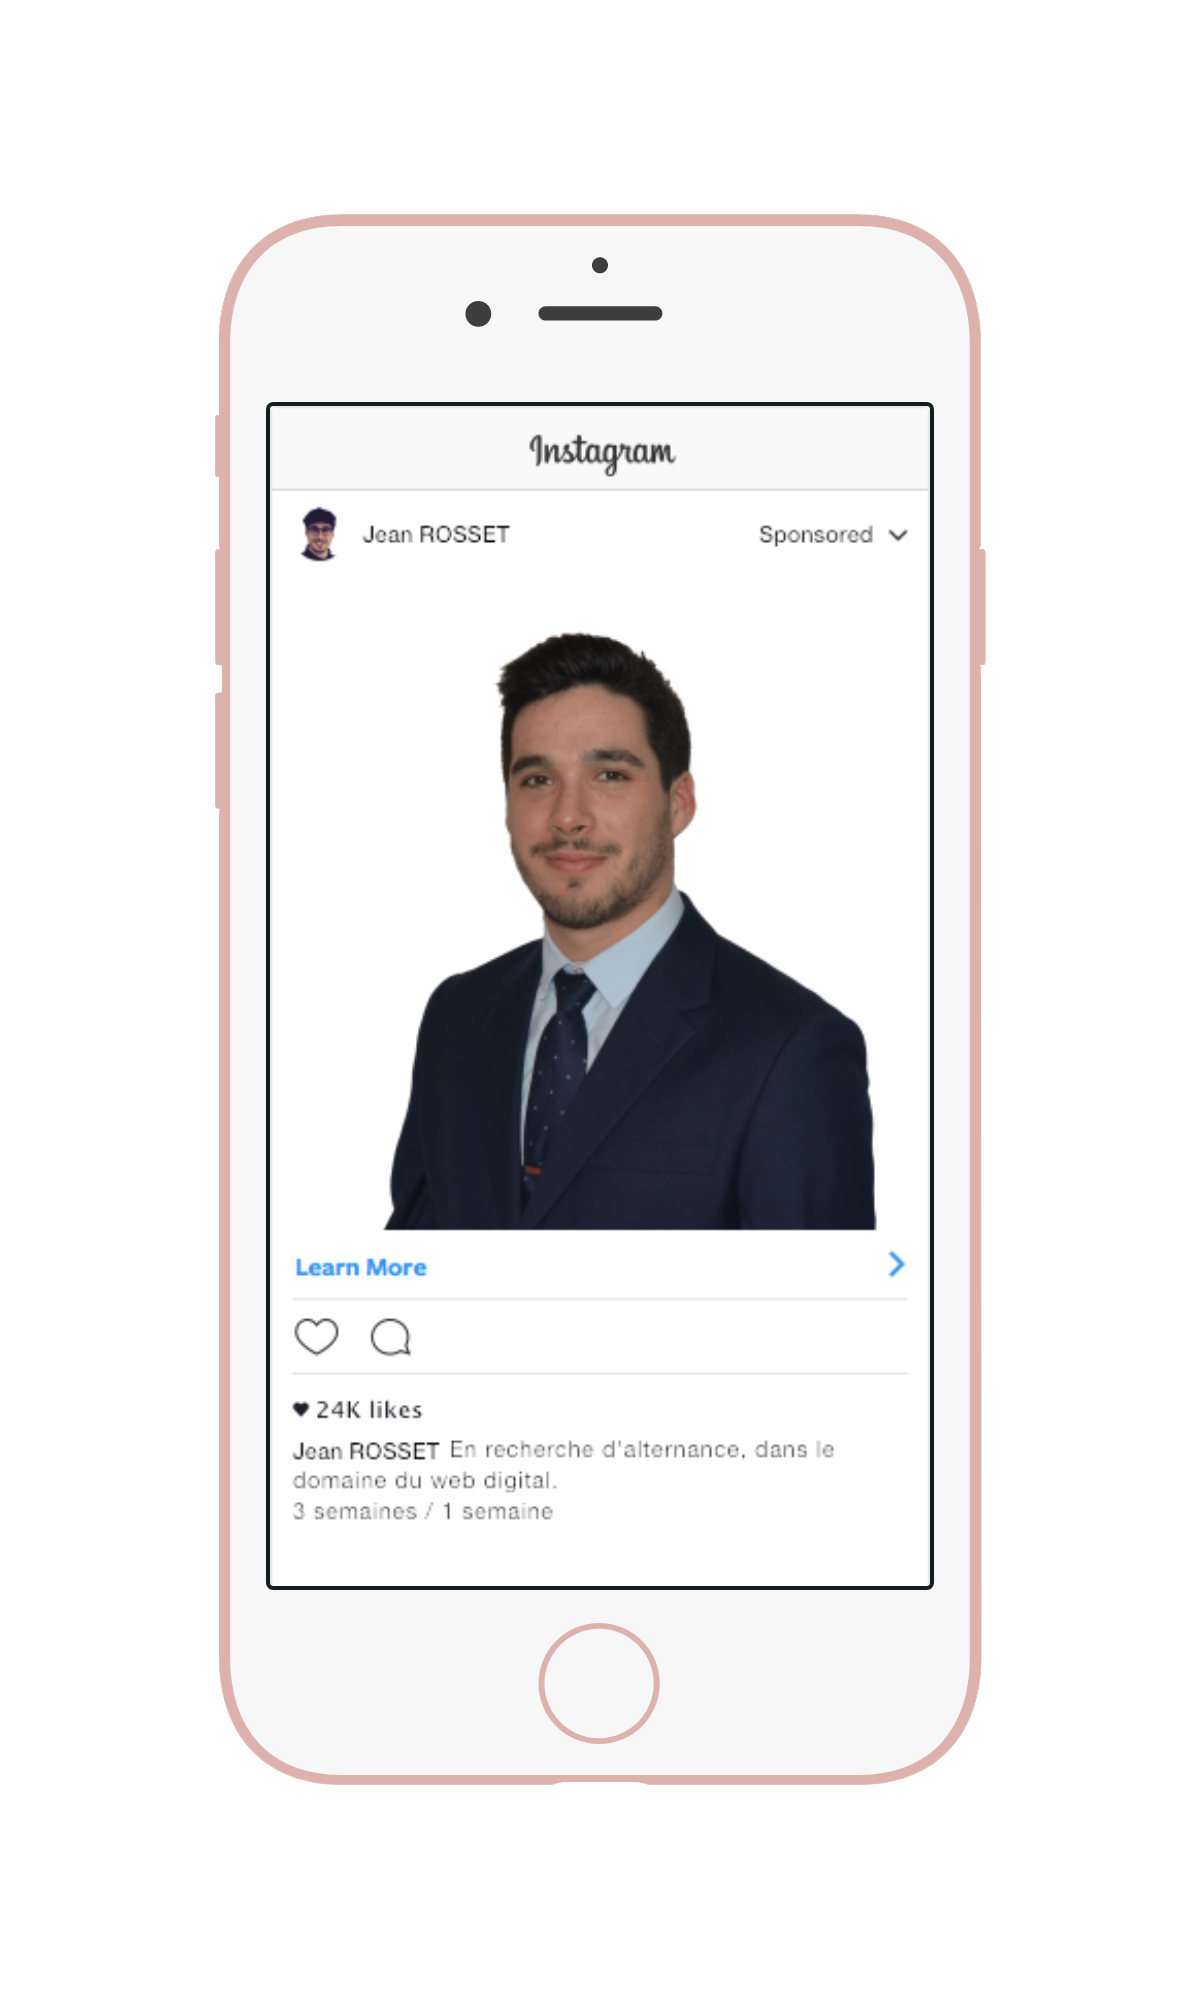 Instagram
Jean ROSSET Sponsored
Learn More
24K likes
Jean ROSSET En recherche d'alternance, dans le
domaine du web digital.
3 semaines / 1 semaine